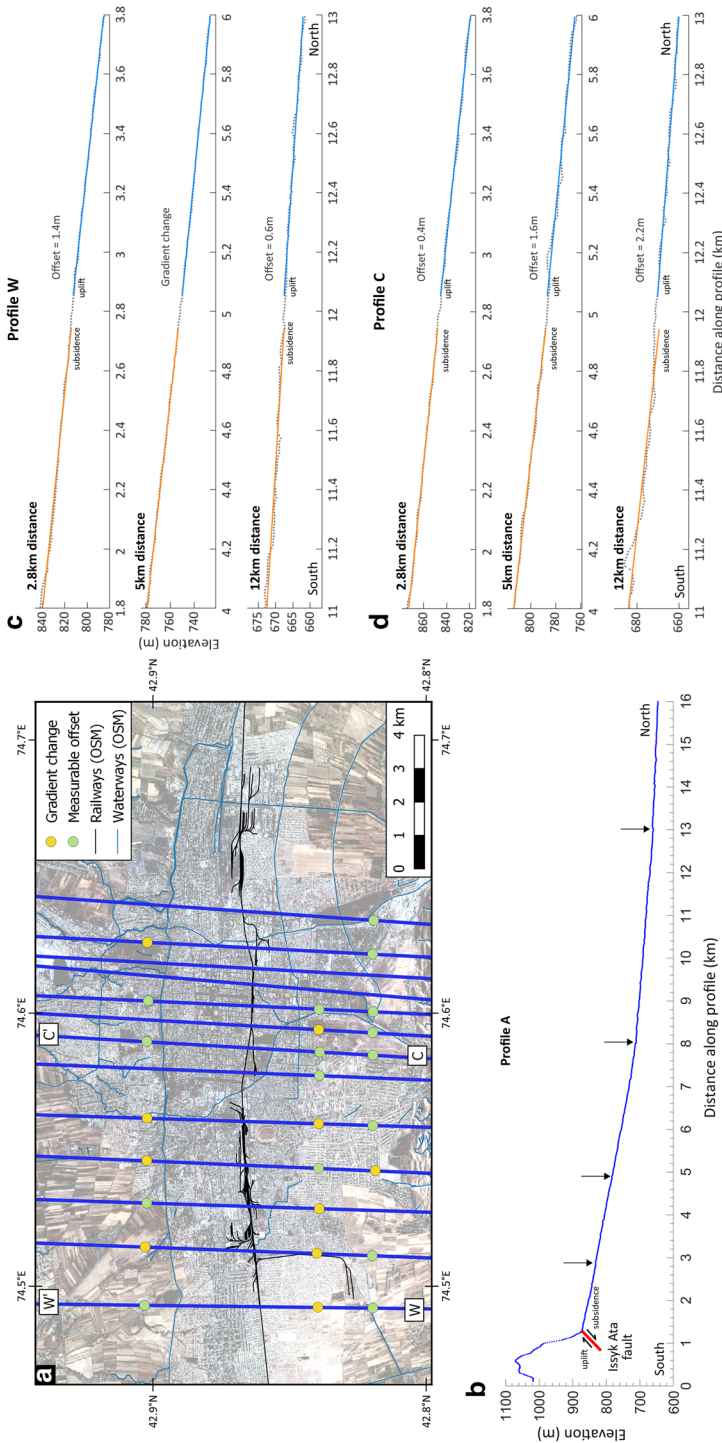 a
74.5°E
74.6°E
74.7°E
W'
C'
Gradient change
Measurable offset
Railways (OSM)
Waterways (OSM)
42.9°N
42.9°N
42.8°N
42.8°N
W
C
0 1 2 3 4 km
74.5°E
74.6°E
74.7°E
b
Profile A
1100
1000
900
800
700
600
Elevation (m)
uplift
subsidence
Issyk Ata
fault
South
North
0 1 2 3 4 5 6 7 8 9 10 11 12 13 14 15 16
Distance along profile (km)
c
Profile W
2.8km distance
840
820
800
780
Offset = 1.4m
subsidence
uplift
1.8 2 2.2 2.4 2.6 2.8 3 3.2 3.4 3.6 3.8
5km distance
780
760
740
Gradient change
4 4.2 4.4 4.6 4.8 5 5.2 5.4 5.6 5.8 6
Elevation (m)
12km distance
675
670
665
660
Offset = 0.6m
subsidence
uplift
South
North
11 11.2 11.4 11.6 11.8 12 12.2 12.4 12.6 12.8 13
d
Profile C
2.8km distance
860
840
820
Offset = 0.4m
subsidence
uplift
1.8 2 2.2 2.4 2.6 2.8 3 3.2 3.4 3.6 3.8
5km distance
800
780
760
Offset = 1.6m
subsidence
uplift
4 4.2 4.4 4.6 4.8 5 5.2 5.4 5.6 5.8 6
12km distance
680
660
Offset = 2.2m
subsidence
uplift
South
North
11 11.2 11.4 11.6 11.8 12 12.2 12.4 12.6 12.8 13
Distance along profile (km)